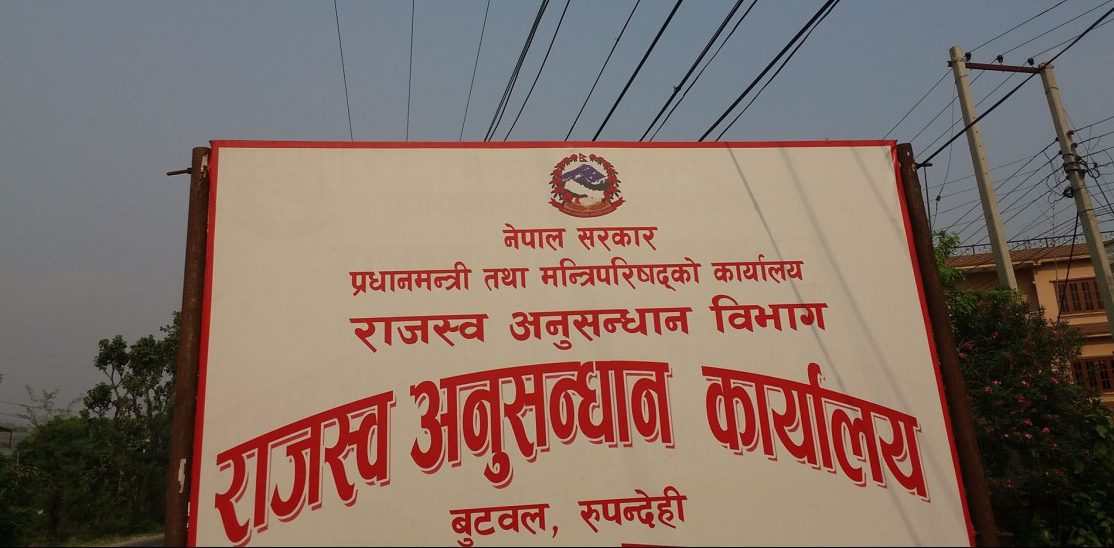 नेपाल सरकार
प्रधानमन्त्री तथा मन्त्रिपरिषद्को कार्यालय
राजस्व अनुसन्धान विभाग
राजस्व अनुसन्धान कार्यालय
बुटवल, रुपन्देही